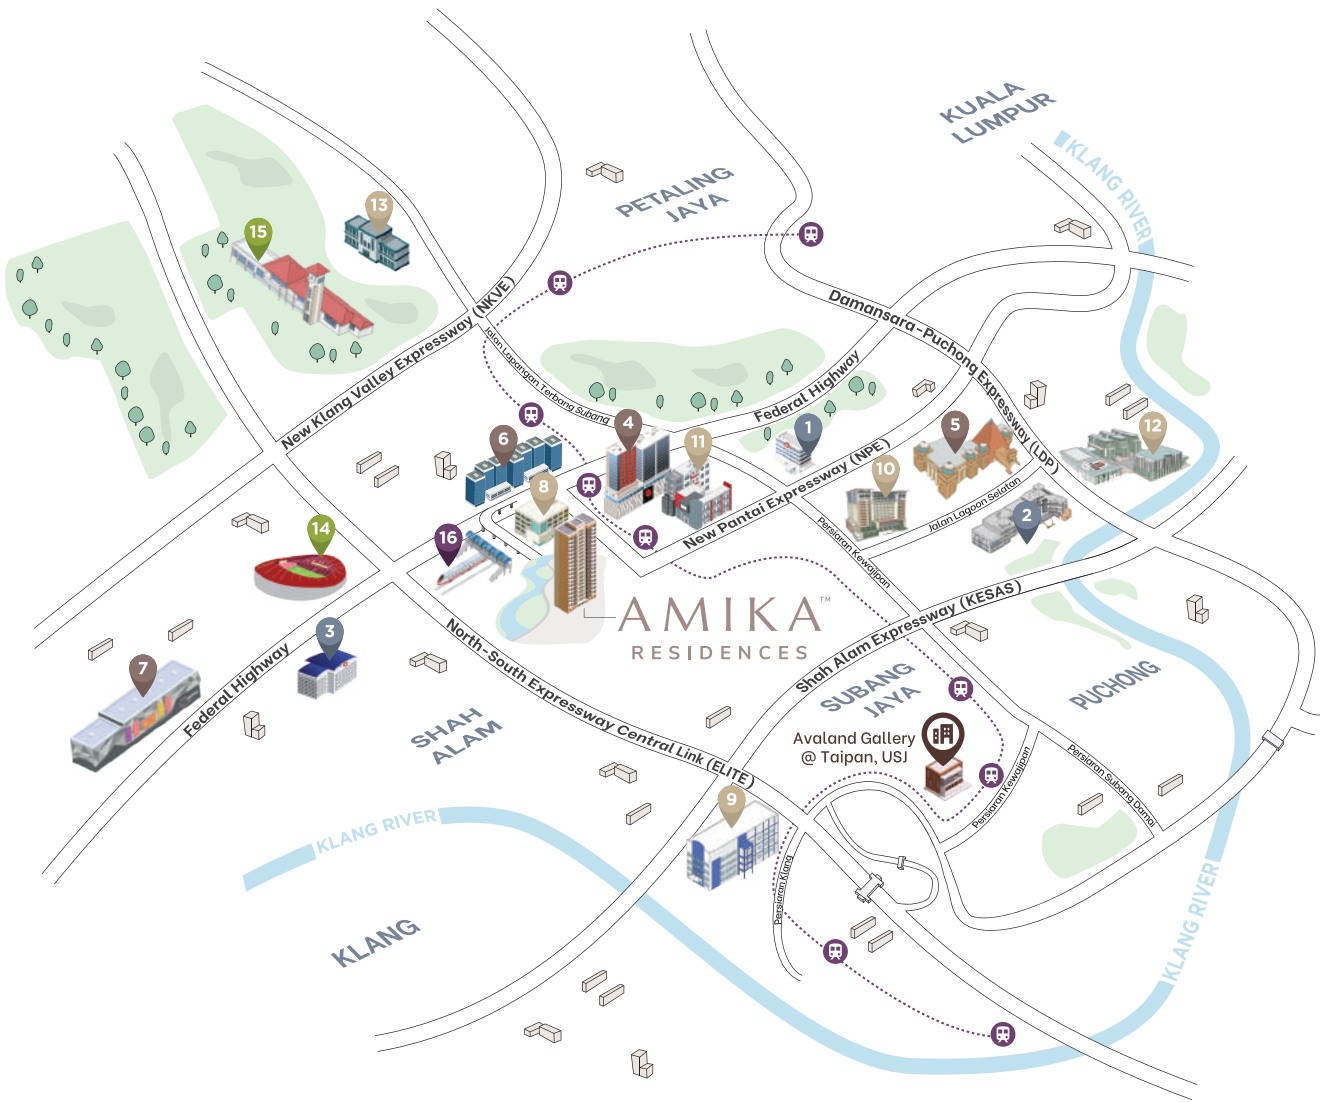 KUALA
LUMPUR
KLANG RIVER
PETALING
JAYA
13
15
New Klang Valley Expressway (NKVE)
Jalan Lapangan Terbang Subang
Damansara-Puchong Expressway (LDP)
Federal Highway
6
4
11
1
5
12
10
8
New Pantai Expressway (NPE)
Jalan Lagoon Selatan
2
Persiaran Kewajipan
14
16
AMIKA™
RESIDENCES
Shah Alam Expressway (KESAS)
3
7
Federal Highway
North-South Expressway Central Link (ELITE)
SHAH
ALAM
SUBANG
JAYA
PUCHONG
Avaland Gallery
@ Taipan, USJ
Persiaran Kewajipan
Persiaran Subang Damai
9
KLANG RIVER
Persiaran Klang
KLANG
KLANG RIVER